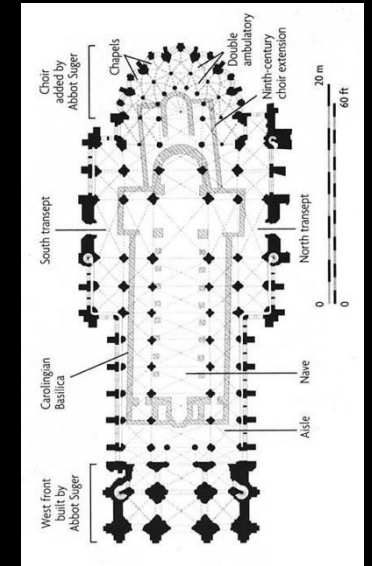 West front
built by
Abbot Suger
Carolingian
Basilica
South transept
Choir
added by
Abbot Suger
Chapels
Double
ambulatory
Ninth-century
choir extension
Aisle
Nave
North transept
0
20 m
0
60 ft